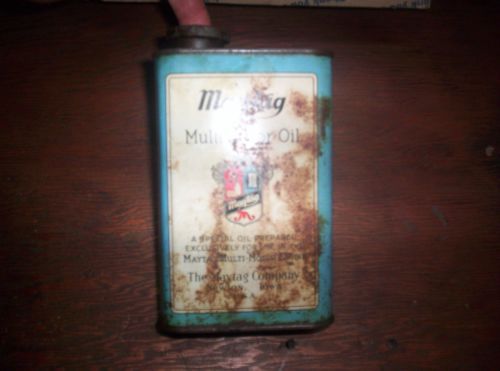 Maytag
Multi-Motor Oil
Maytag
A SPECIAL OIL PREPARED
EXCLUSIVELY FOR USE IN
MAYTAG MULTI-MOTOR
The Maytag Company
NEWTON, IOWA